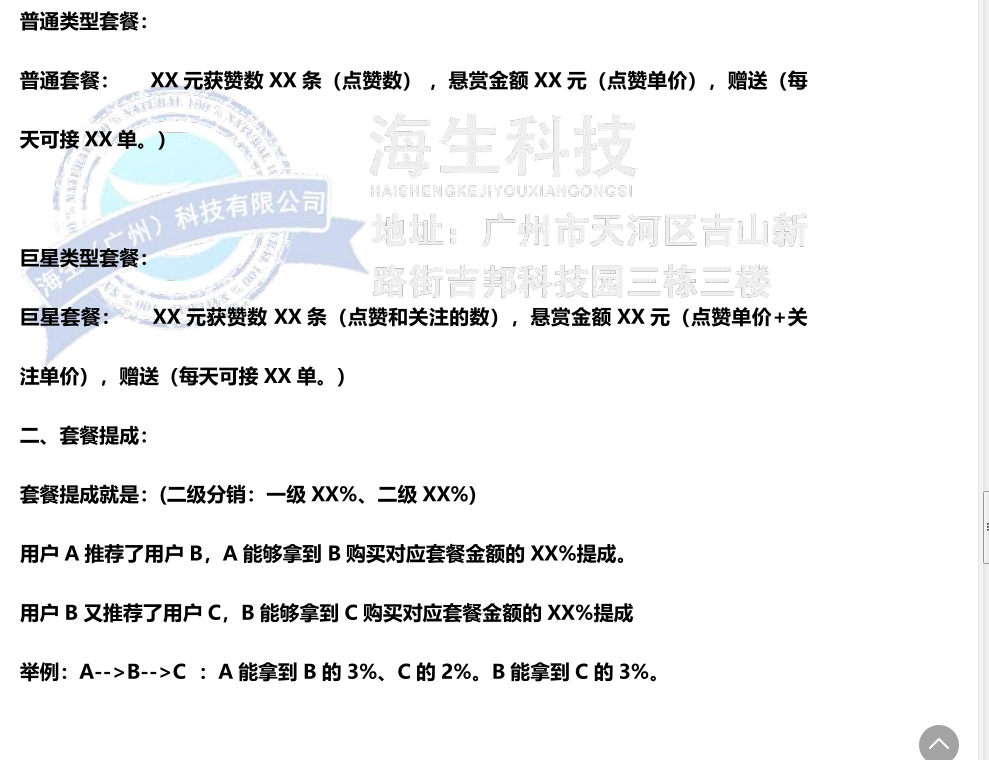 普通类型套餐：
普通套餐： XX 元获赞数 XX 条（点赞数），悬赏金额 XX 元（点赞单价），赠送（每
天可接 XX 单。）
海生科技
HAISHENGKEJIYOUXIANGONGSI
地址：广州市天河区吉山新
路街吉邦科技园三栋三楼
海生（广州）科技有限公司
巨星类型套餐：
巨星套餐： XX 元获赞数 XX 条（点赞和关注的数），悬赏金额 XX 元（点赞单价+关
注单价），赠送（每天可接 XX 单。）
二、套餐提成：
套餐提成就是：(二级分销：一级 XX%、二级 XX%)
用户 A 推荐了用户 B，A 能够拿到 B 购买对应套餐金额的 XX%提成。
用户 B 又推荐了用户 C，B 能够拿到 C 购买对应套餐金额的 XX%提成
举例：A-->B-->C ：A 能拿到 B 的 3%、C 的 2%。B 能拿到 C 的 3%。